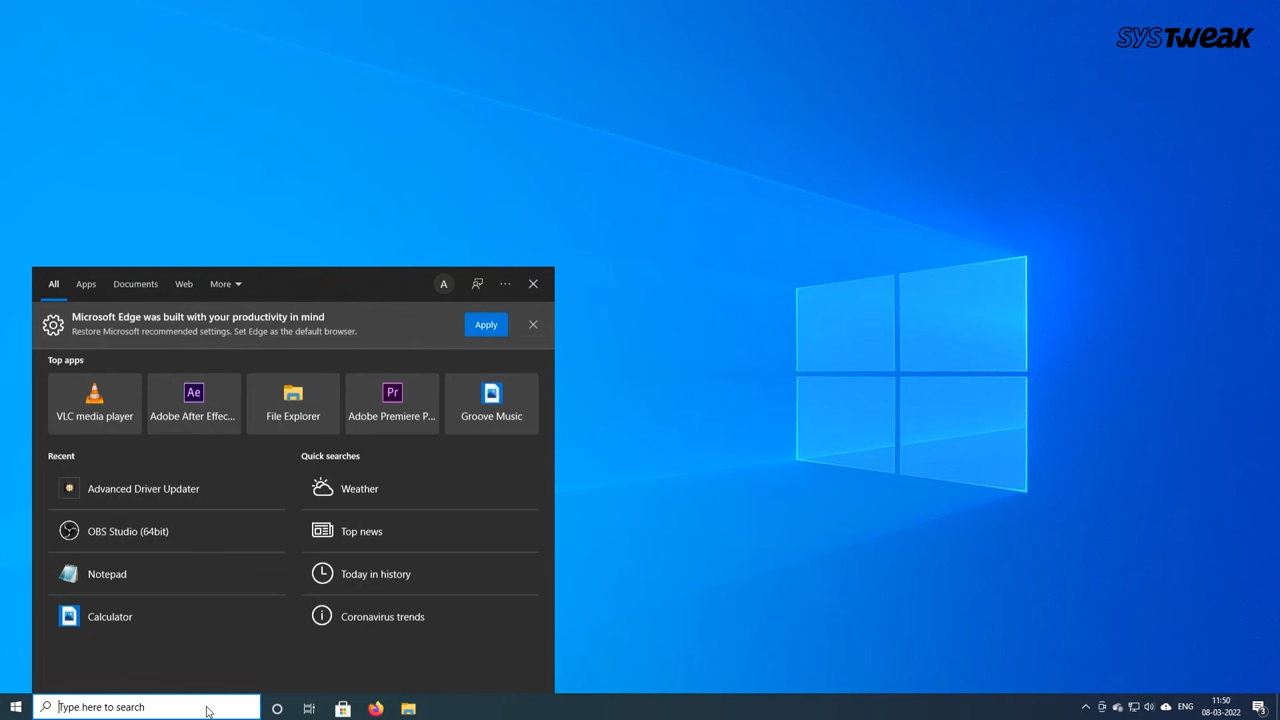 SYSTWEAK
All Apps Documents Web More A ...
Microsoft Edge was built with your productivity in mind
Restore Microsoft recommended settings. Set Edge as the default browser.
Apply
Top apps
VLC media player
Adobe After Effec...
File Explorer
Adobe Premiere P...
Groove Music
Recent
Advanced Driver Updater
OBS Studio (64bit)
Notepad
Calculator
Quick searches
Weather
Top news
Today in history
Coronavirus trends
Type here to search
ENG
11:50
08-03-2022
3